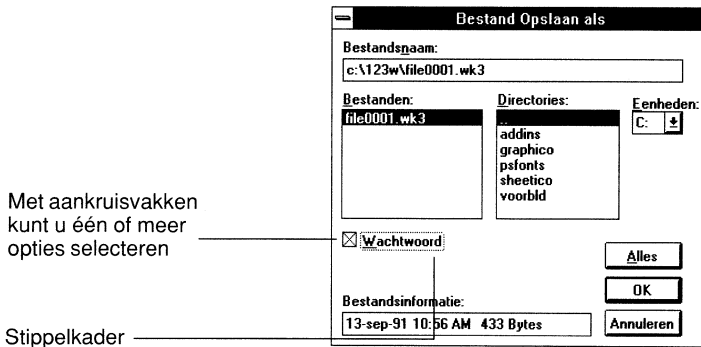 Bestand Opslaan als
Bestandsnaam:
c:\123w\file0001.wk3
Bestanden:
file0001.wk3
Directories:
..
addins
graphico
psfonts
sheetico
voorbld
Eenheden:
C:
Met aankruisvakken
kunt u één of meer
opties selecteren
Wachtwoord
Alles
OK
Annuleren
Bestandsinformatie:
13-sep-91 10:56 AM 433 Bytes
Stippelkader